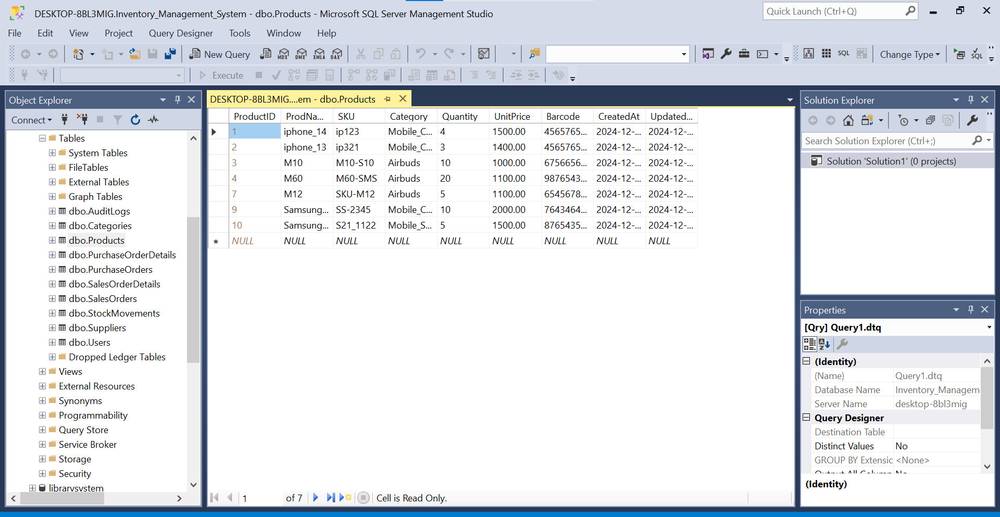 DESKTOP-8BL3MIG.Inventory_Management_System - dbo.Products - Microsoft SQL Server Management Studio
Quick Launch (Ctrl+Q)
File Edit View Project Query Designer Tools Window Help
New Query MDX DMX XMLA DAX SQL Change Type SQL
Execute
Object Explorer
Connect
Tables
System Tables
FileTables
External Tables
Graph Tables
dbo.AuditLogs
dbo.Categories
dbo.Products
dbo.PurchaseOrderDetails
dbo.PurchaseOrders
dbo.SalesOrderDetails
dbo.SalesOrders
dbo.StockMovements
dbo.Suppliers
dbo.Users
Dropped Ledger Tables
Views
External Resources
Synonyms
Programmability
Query Store
Service Broker
Storage
Security
librarysystem
DESKTOP-8BL3MIG....em - dbo.Products
ProductID ProdNa... SKU Category Quantity UnitPrice Barcode CreatedAt Updated...
1 iphone_14 ip123 Mobile_C... 4 1500.00 4565765... 2024-12-... 2024-12-...
2 iphone_13 ip321 Mobile_C... 3 1400.00 4565765... 2024-12-... 2024-12-...
3 M10 M10-S10 Airbuds 10 1000.00 6756656... 2024-12-... 2024-12-...
4 M60 M60-SMS Airbuds 20 1100.00 9876543... 2024-12-... 2024-12-...
7 M12 SKU-M12 Airbuds 5 1100.00 6545678... 2024-12-... 2024-12-...
9 Samsung... SS-2345 Mobile_C... 10 2000.00 7643464... 2024-12-... 2024-12-...
10 Samsung... S21_1122 Mobile_S... 5 1500.00 8765435... 2024-12-... 2024-12-...
* NULL NULL NULL NULL NULL NULL NULL NULL NULL
1 of 7 Cell is Read Only.
Solution Explorer
Search Solution Explorer (Ctrl+;)
Solution 'Solution1' (0 projects)
Properties
[Qry] Query1.dtq
(Identity)
(Name) Query1.dtq
Database Name Inventory_Managem
Server Name desktop-8bl3mig
Query Designer
Destination Table
Distinct Values No
GROUP BY Extensic <None>
(Identity)